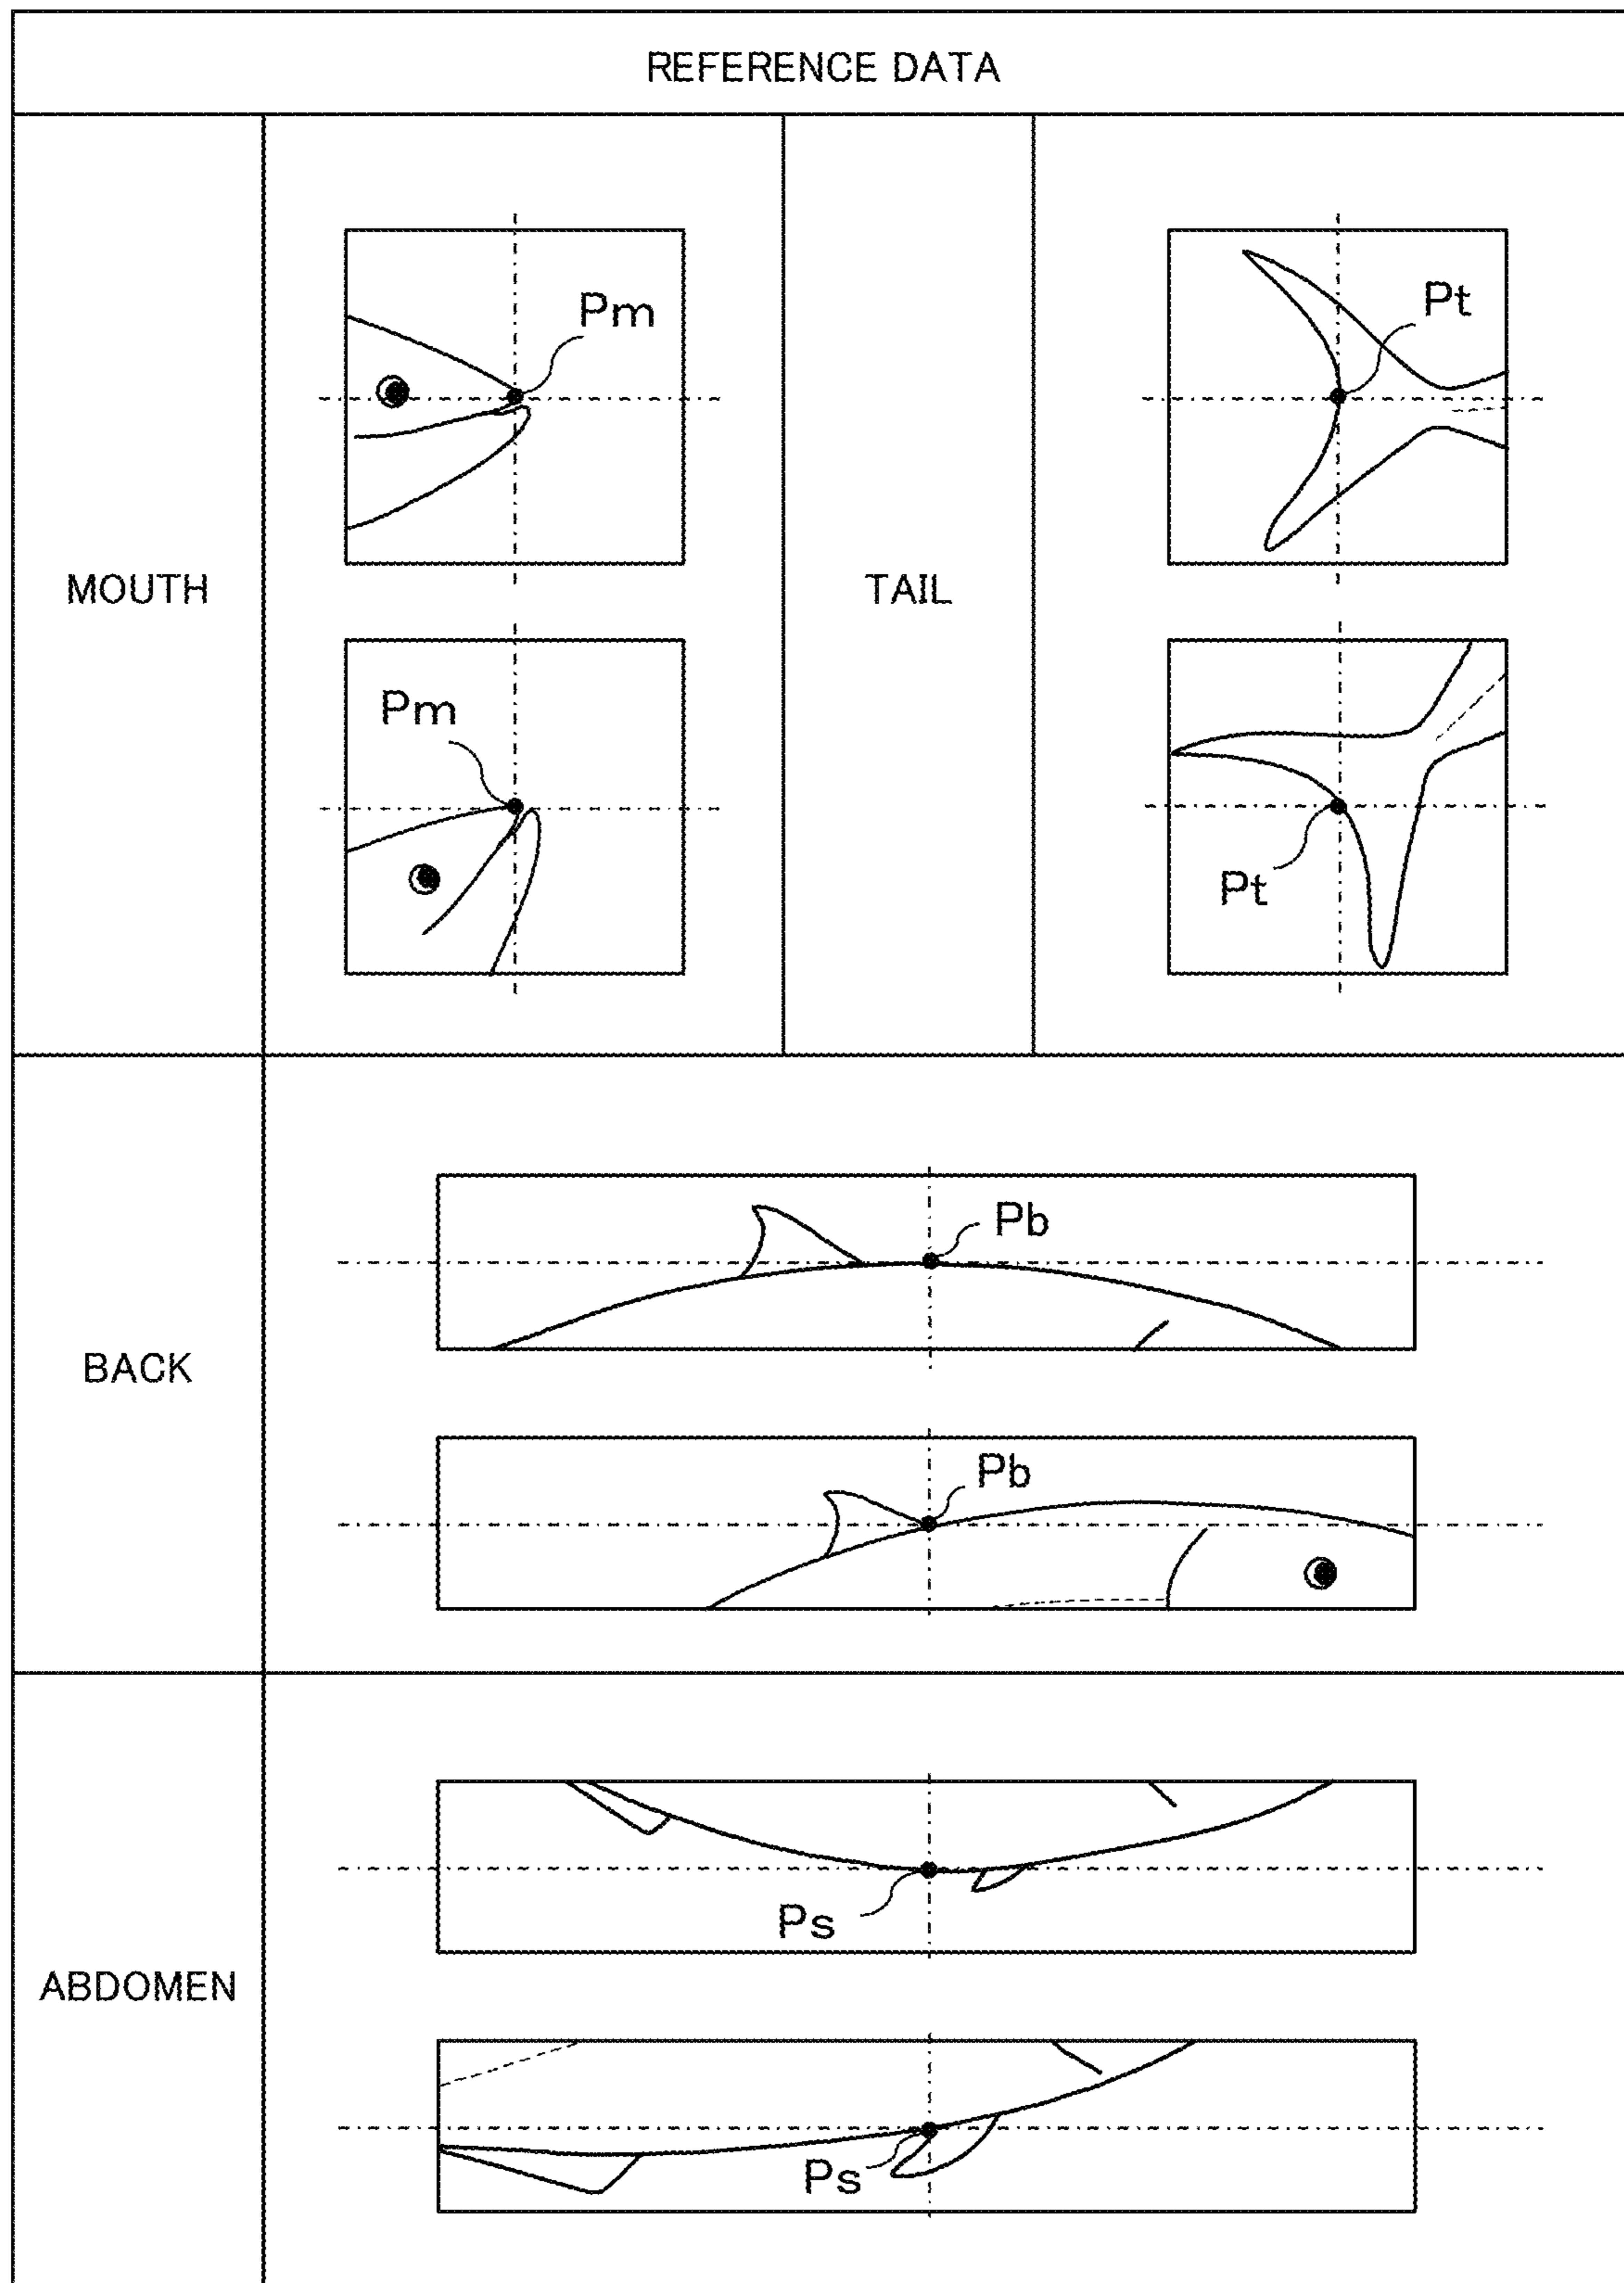 REFERENCE DATA
MOUTH
Pm
Pm
TAIL
Pt
Pt
BACK
Pb
Pb
ABDOMEN
Ps
Ps